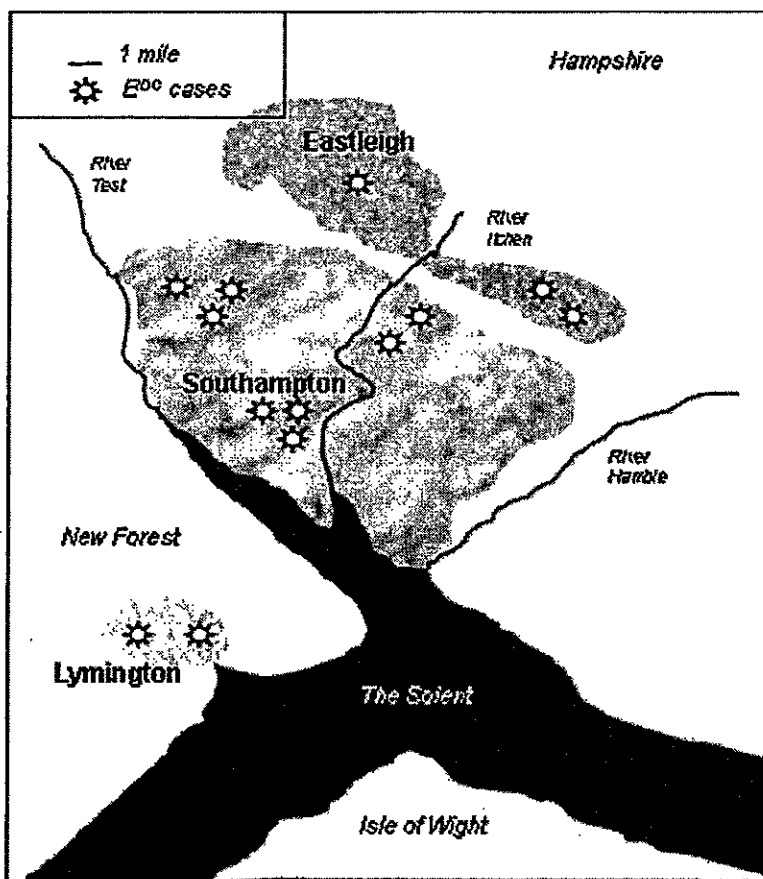 1 mile
E^oc cases
Hampshire
Eastleigh
River
Test
River
Itchen
Southampton
River
Hamble
New Forest
Lymington
The Solent
Isle of Wight